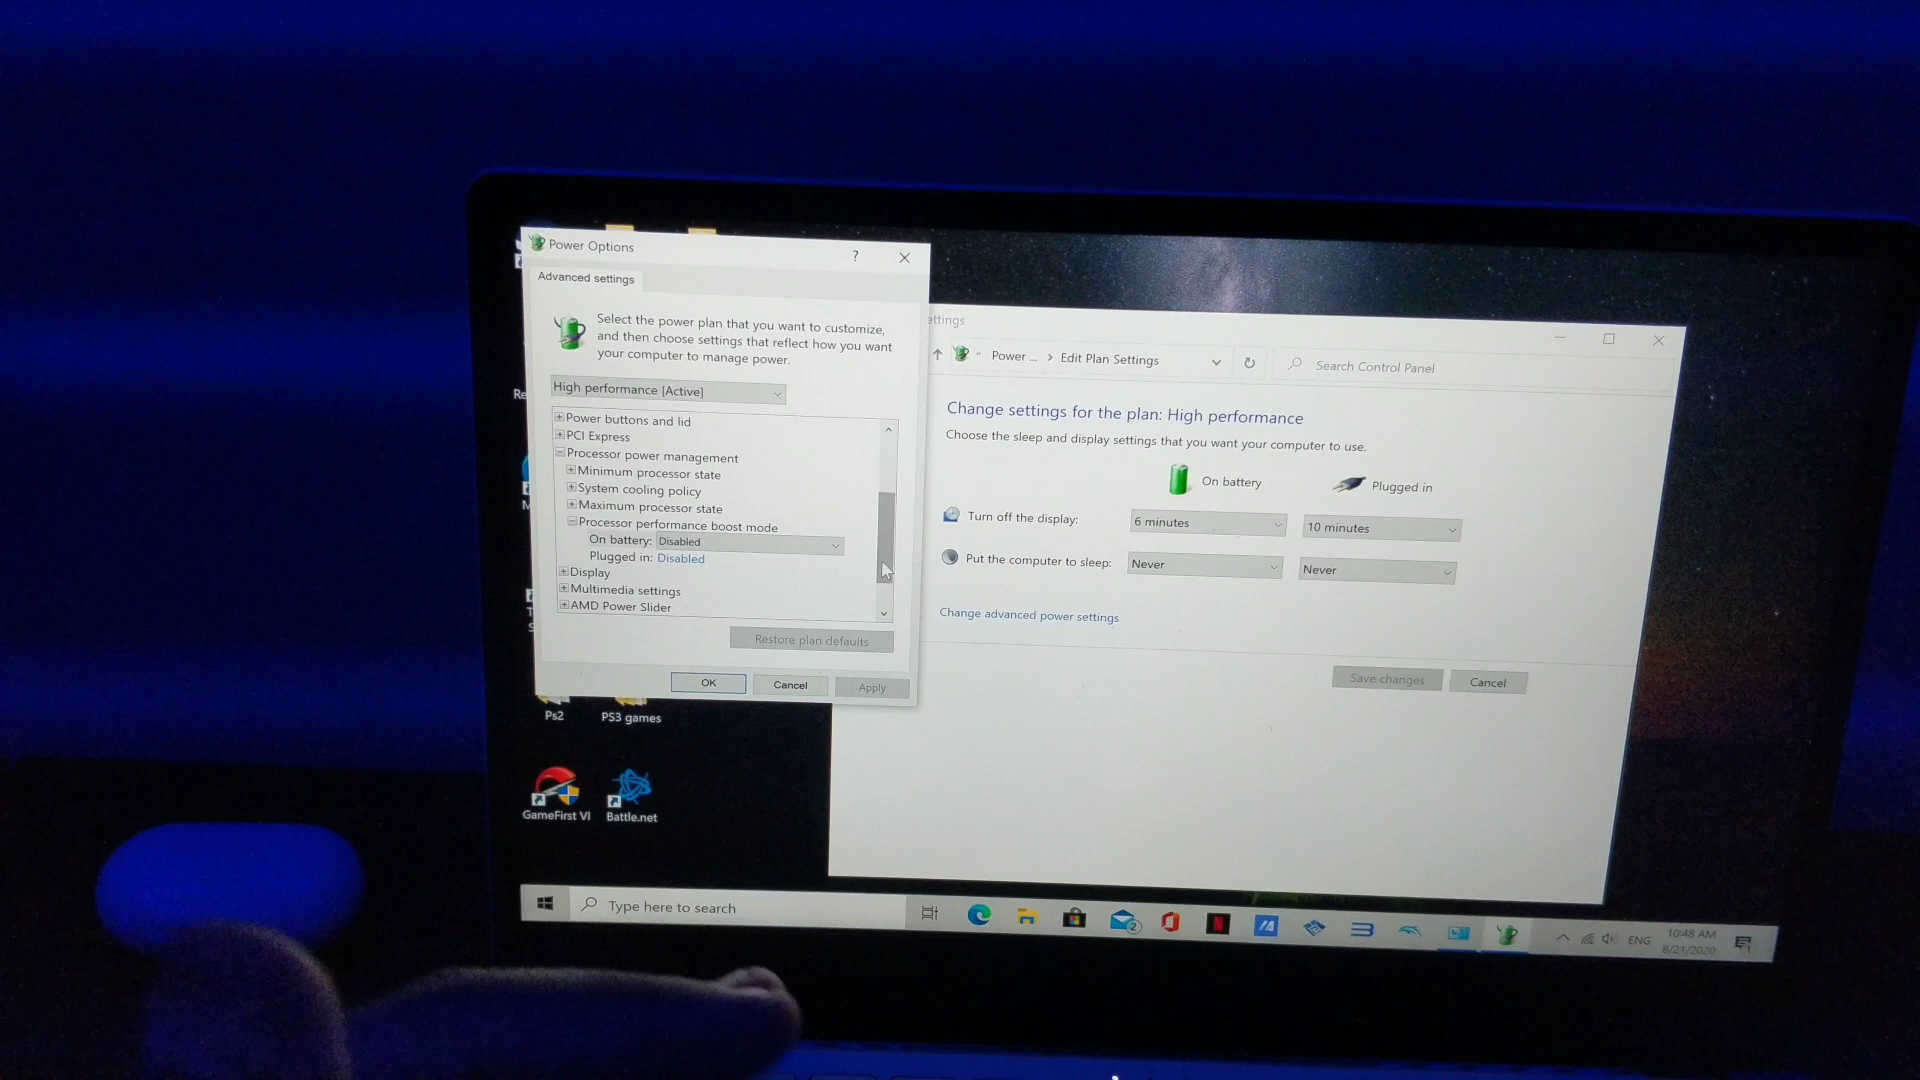 Power Options
?
Advanced settings
Select the power plan that you want to customize,
and then choose settings that reflect how you want
your computer to manage power.
High performance [Active]
Power buttons and lid
PCI Express
Processor power management
Minimum processor state
System cooling policy
Maximum processor state
Processor performance boost mode
On battery: Disabled
Plugged in: Disabled
Display
Multimedia settings
AMD Power Slider
Restore plan defaults
OK Cancel Apply
Power ... > Edit Plan Settings
Search Control Panel
Change settings for the plan: High performance
Choose the sleep and display settings that you want your computer to use.
On battery Plugged in
Turn off the display: 6 minutes 10 minutes
Put the computer to sleep: Never Never
Change advanced power settings
Save changes Cancel
Ps2 PS3 games
GameFirst VI Battle.net
Type here to search
2
ENG
10:48 AM
8/21/2020